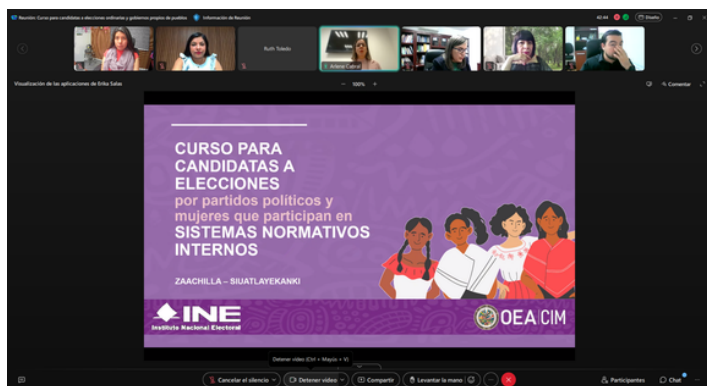 Reunión: Curso para candidatas a elecciones ordinarias y gobiernos propios de pueblos
Información de Reunión
43:44
Diseño
Ruth Toledo
Arlene Cabral
Visualización de las aplicaciones de Erika Salas
100%
Comentar
CURSO PARA
CANDIDATAS A
ELECCIONES
por partidos políticos y
mujeres que participan en
SISTEMAS NORMATIVOS
INTERNOS
ZAACHILLA – SIUATLAYEKANKI
INE
Instituto Nacional Electoral
OEA CIM
Detener video (Ctrl + Mayús + V)
Cancelar el silencio
Detener video
Compartir
Levantar la mano
Participantes
Chat